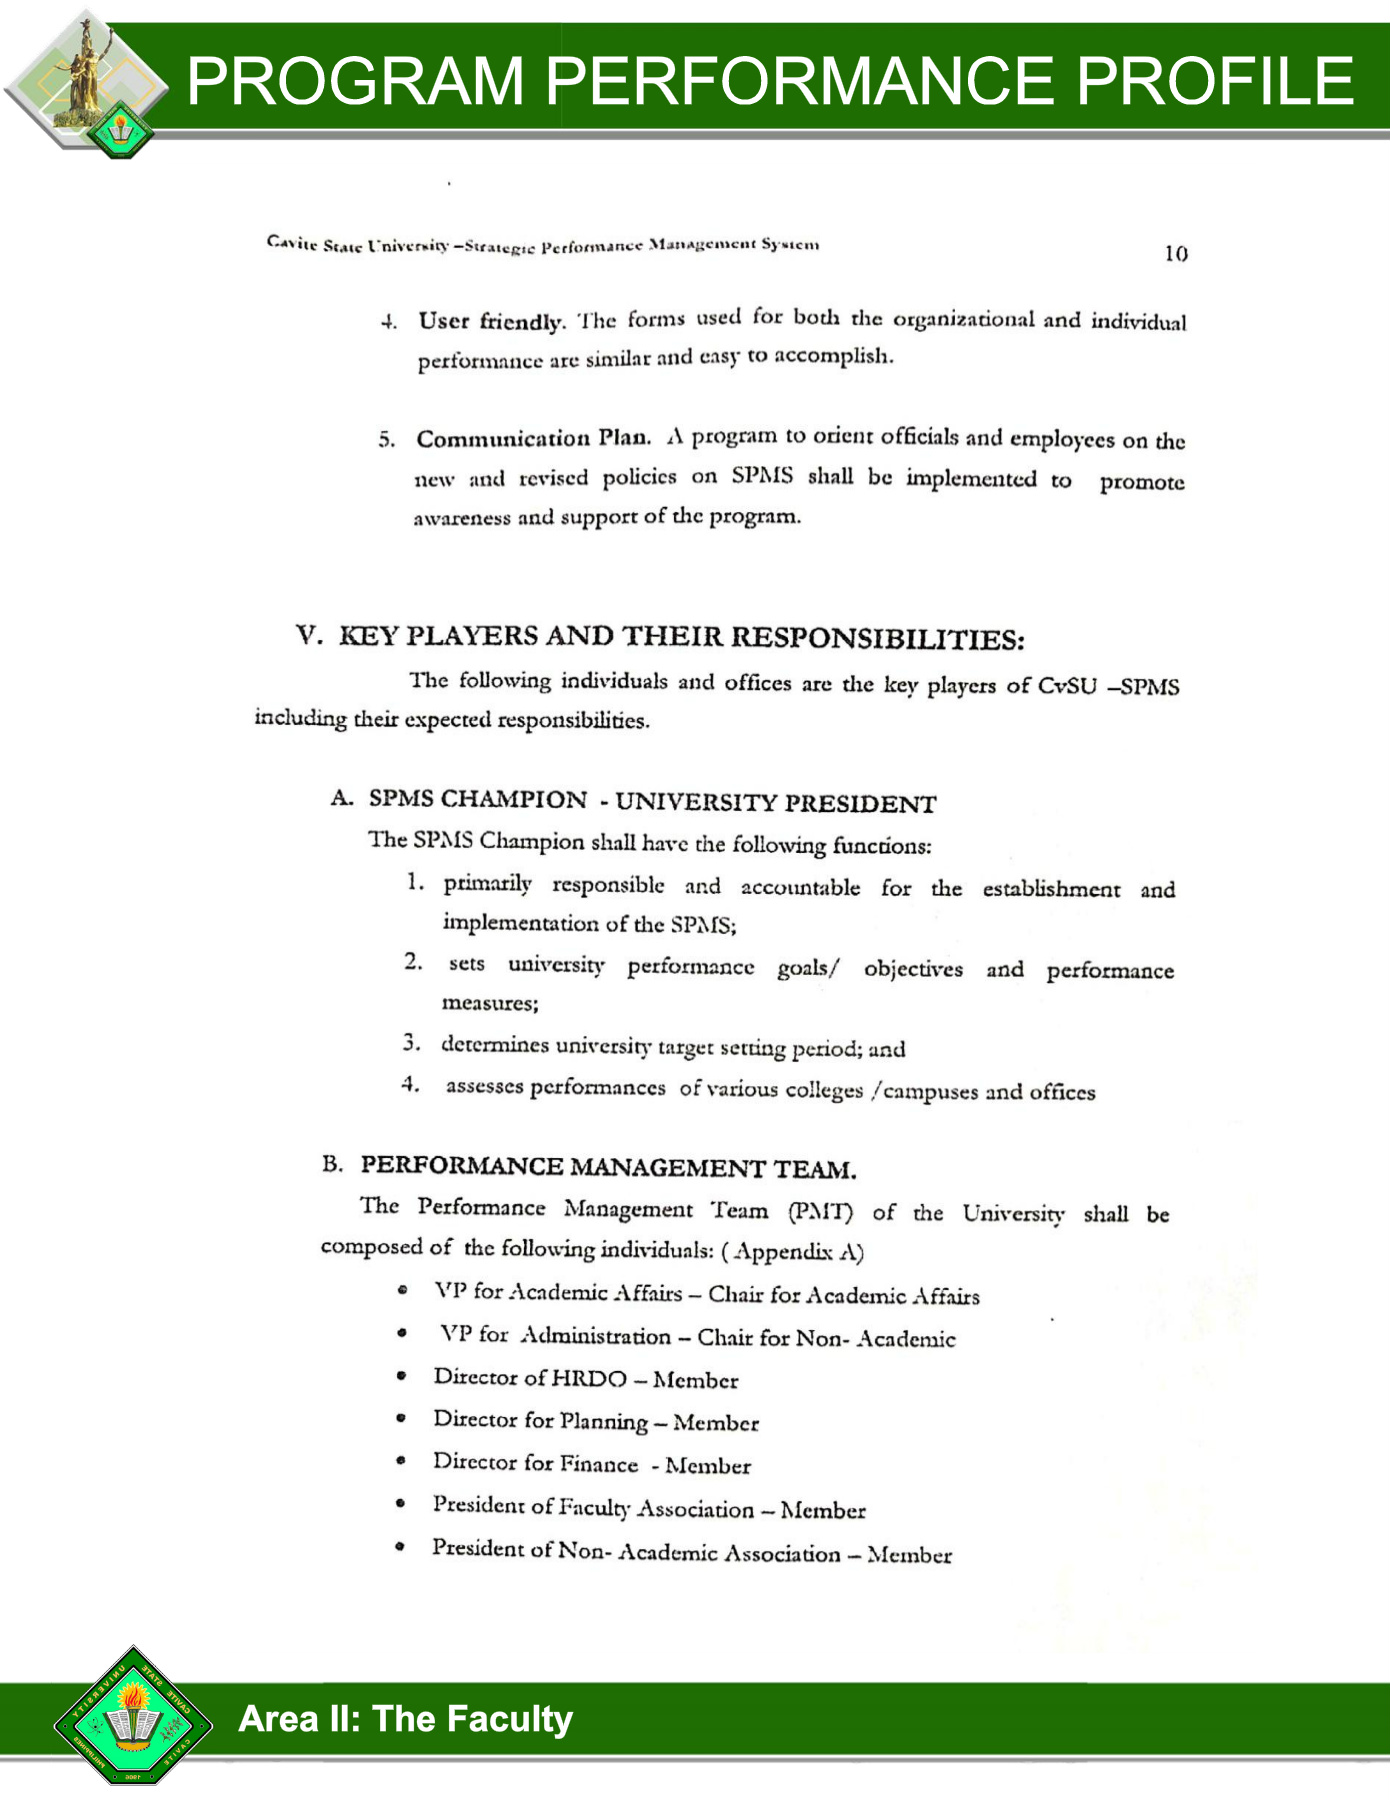 PROGRAM PERFORMANCE PROFILE
Cavite State University –Strategic Performance Management System
10
4. User friendly. The forms used for both the organizational and individual
performance are similar and easy to accomplish.
5. Communication Plan. A program to orient officials and employees on the
new and revised policies on SPMS shall be implemented to promote
awareness and support of the program.
V. KEY PLAYERS AND THEIR RESPONSIBILITIES:
The following individuals and offices are the key players of CvSU –SPMS
including their expected responsibilities.
A. SPMS CHAMPION - UNIVERSITY PRESIDENT
The SPMS Champion shall have the following functions:
1. primarily responsible and accountable for the establishment and
implementation of the SPMS;
2. sets university performance goals/ objectives and performance
measures;
3. determines university target setting period; and
4. assesses performances of various colleges /campuses and offices
B. PERFORMANCE MANAGEMENT TEAM.
The Performance Management Team (PMT) of the University shall be
composed of the following individuals: ( Appendix A)
• VP for Academic Affairs – Chair for Academic Affairs
• VP for Administration – Chair for Non- Academic
• Director of HRDO – Member
• Director for Planning – Member
• Director for Finance - Member
• President of Faculty Association – Member
• President of Non- Academic Association – Member
CAVITE STATE UNIVERSITY
CAVITE PHILIPPINES
1906
Area II: The Faculty